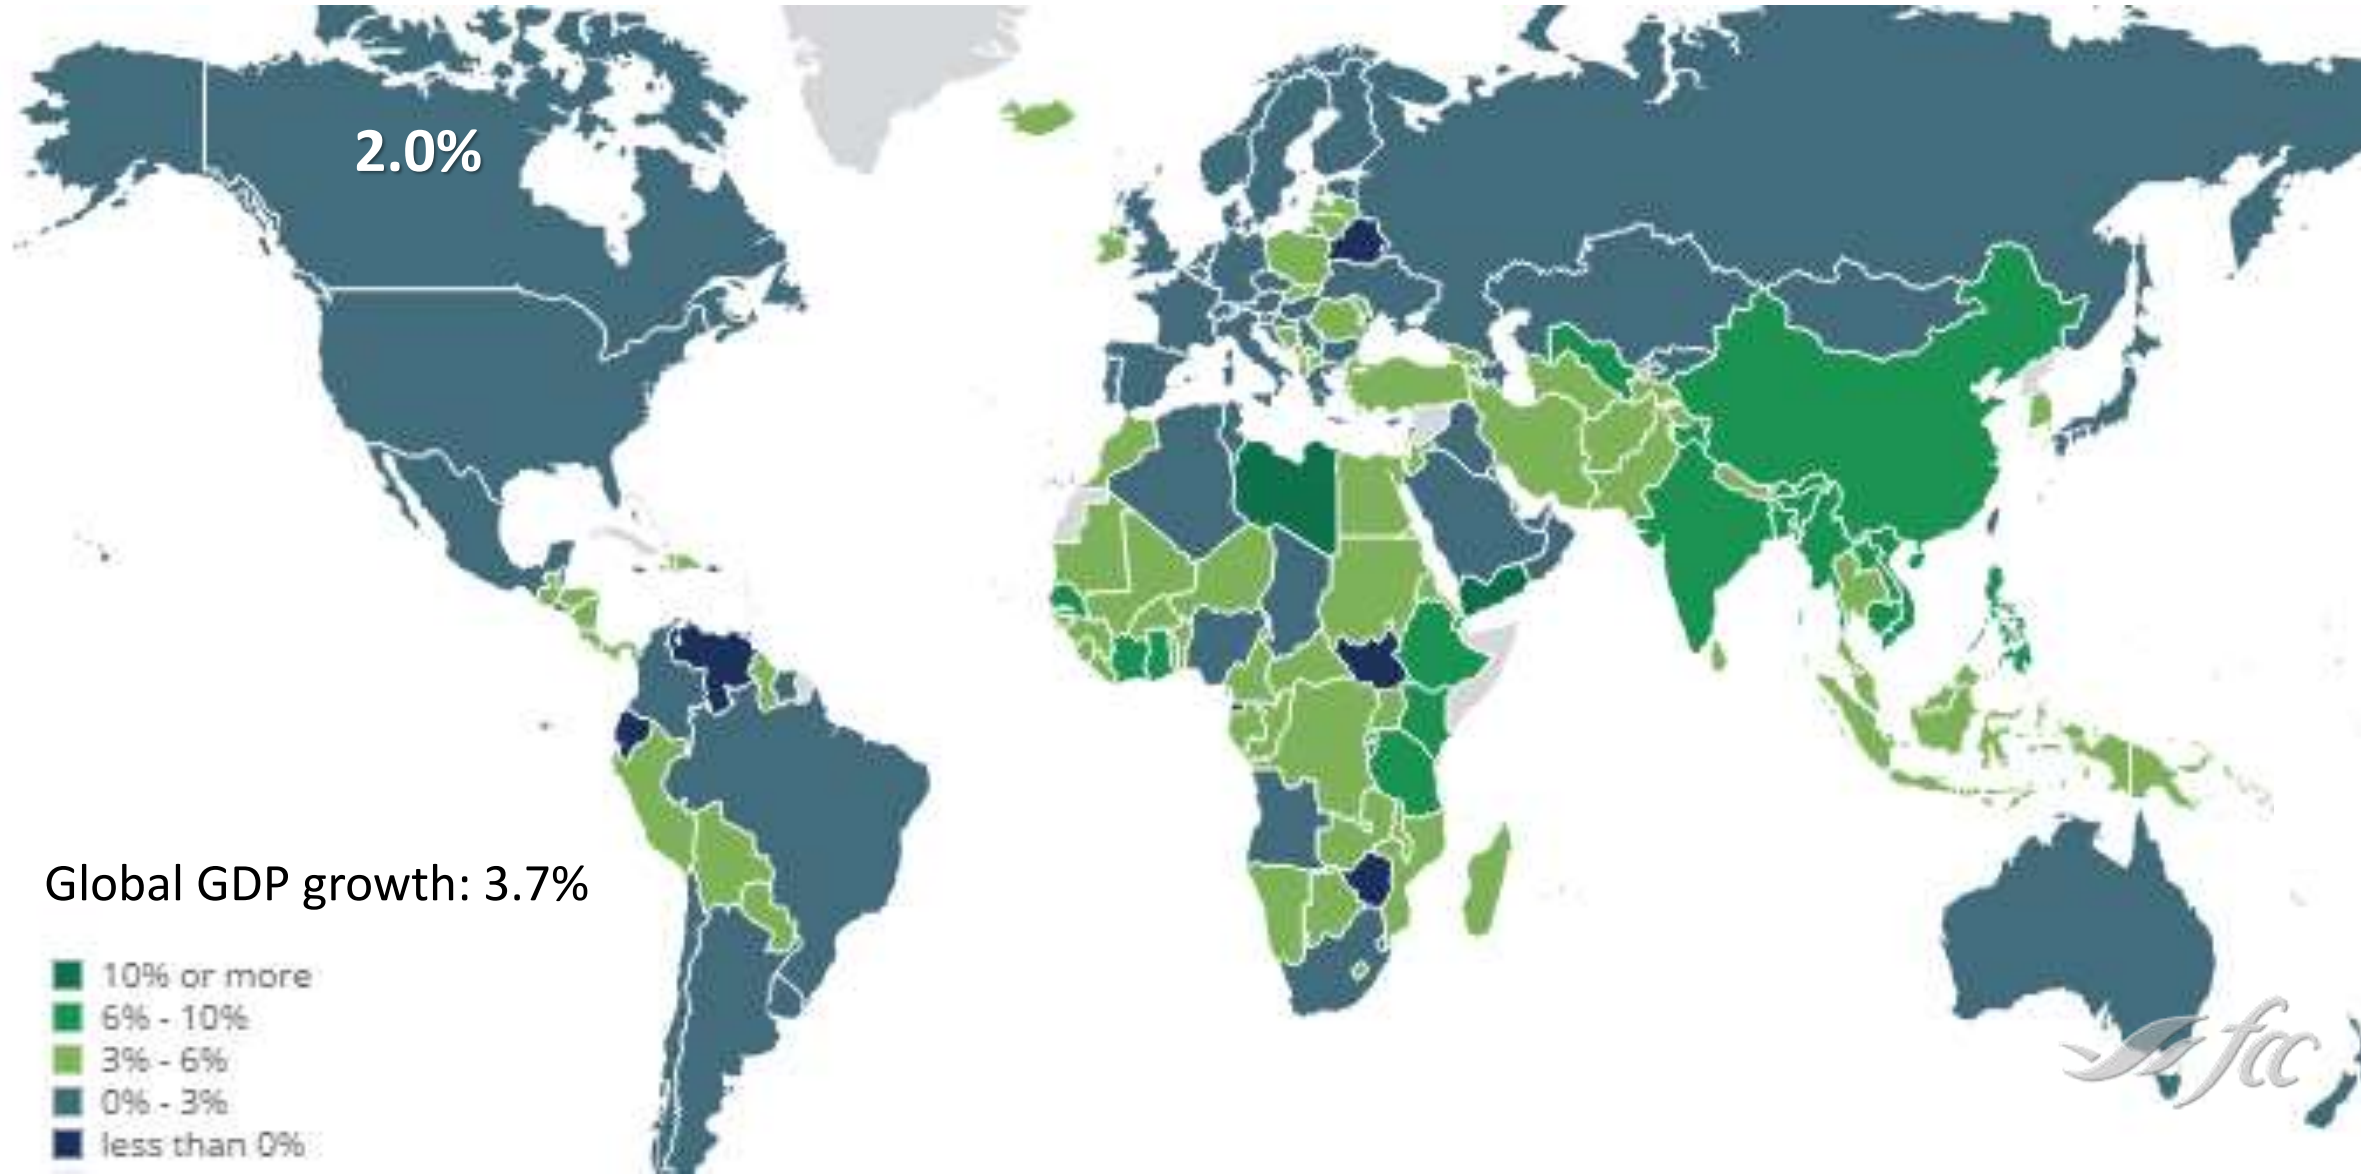 2.0%
Global GDP growth: 3.7%
10% or more
6% - 10%
3% - 6%
0% - 3%
less than 0%
fcc